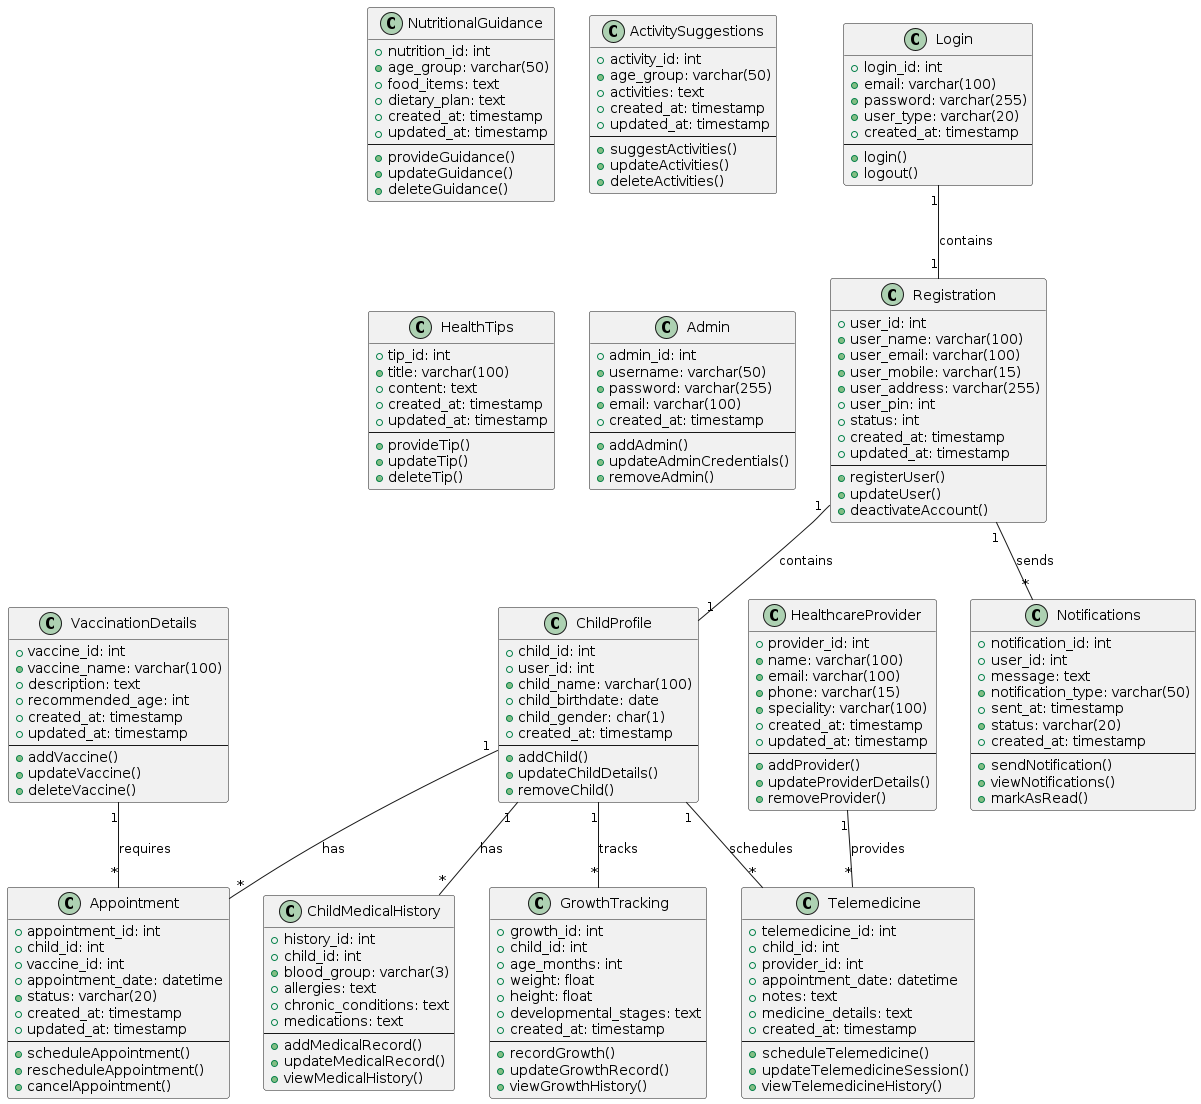 C NutritionalGuidance
nutrition_id: int
age_group: varchar(50)
food_items: text
dietary_plan: text
created_at: timestamp
updated_at: timestamp
provideGuidance()
updateGuidance()
deleteGuidance()
C ActivitySuggestions
activity_id: int
age_group: varchar(50)
activities: text
created_at: timestamp
updated_at: timestamp
suggestActivities()
updateActivities()
deleteActivities()
C Login
login_id: int
email: varchar(100)
password: varchar(255)
user_type: varchar(20)
created_at: timestamp
login()
logout()
1
contains
1
C HealthTips
tip_id: int
title: varchar(100)
content: text
created_at: timestamp
updated_at: timestamp
provideTip()
updateTip()
deleteTip()
C Admin
admin_id: int
username: varchar(50)
password: varchar(255)
email: varchar(100)
created_at: timestamp
addAdmin()
updateAdminCredentials()
removeAdmin()
C Registration
user_id: int
user_name: varchar(100)
user_email: varchar(100)
user_mobile: varchar(15)
user_address: varchar(255)
user_pin: int
status: int
created_at: timestamp
updated_at: timestamp
registerUser()
updateUser()
deactivateAccount()
1
contains
1
1
sends
*
C VaccinationDetails
vaccine_id: int
vaccine_name: varchar(100)
description: text
recommended_age: int
created_at: timestamp
updated_at: timestamp
addVaccine()
updateVaccine()
deleteVaccine()
C ChildProfile
child_id: int
user_id: int
child_name: varchar(100)
child_birthdate: date
child_gender: char(1)
created_at: timestamp
addChild()
updateChildDetails()
removeChild()
C HealthcareProvider
provider_id: int
name: varchar(100)
email: varchar(100)
phone: varchar(15)
speciality: varchar(100)
created_at: timestamp
updated_at: timestamp
addProvider()
updateProviderDetails()
removeProvider()
C Notifications
notification_id: int
user_id: int
message: text
notification_type: varchar(50)
sent_at: timestamp
status: varchar(20)
created_at: timestamp
sendNotification()
viewNotifications()
markAsRead()
1
requires
*
1
has
*
1
has
*
1
tracks
*
1
schedules
*
1
provides
*
C Appointment
appointment_id: int
child_id: int
vaccine_id: int
appointment_date: datetime
status: varchar(20)
created_at: timestamp
updated_at: timestamp
scheduleAppointment()
rescheduleAppointment()
cancelAppointment()
C ChildMedicalHistory
history_id: int
child_id: int
blood_group: varchar(3)
allergies: text
chronic_conditions: text
medications: text
addMedicalRecord()
updateMedicalRecord()
viewMedicalHistory()
C GrowthTracking
growth_id: int
child_id: int
age_months: int
weight: float
height: float
developmental_stages: text
created_at: timestamp
recordGrowth()
updateGrowthRecord()
viewGrowthHistory()
C Telemedicine
telemedicine_id: int
child_id: int
provider_id: int
appointment_date: datetime
notes: text
medicine_details: text
created_at: timestamp
scheduleTelemedicine()
updateTelemedicineSession()
viewTelemedicineHistory()